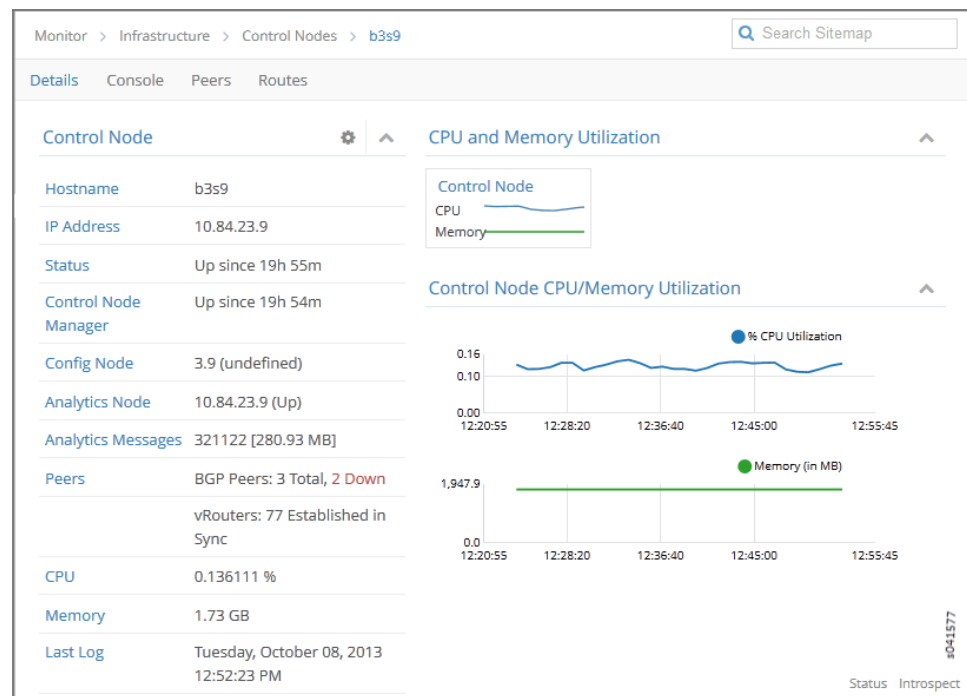 Monitor > Infrastructure > Control Nodes > b3s9
Search Sitemap
Details Console Peers Routes
Control Node
Hostname b3s9
IP Address 10.84.23.9
Status Up since 19h 55m
Control Node Up since 19h 54m
Manager
Config Node 3.9 (undefined)
Analytics Node 10.84.23.9 (Up)
Analytics Messages 321122 [280.93 MB]
Peers BGP Peers: 3 Total, 2 Down
vRouters: 77 Established in
Sync
CPU 0.136111 %
Memory 1.73 GB
Last Log Tuesday, October 08, 2013
12:52:23 PM
CPU and Memory Utilization
Control Node
CPU
Memory
Control Node CPU/Memory Utilization
% CPU Utilization
0.16
0.10
0.00
12:20:55 12:28:20 12:36:40 12:45:00 12:55:45
Memory (in MB)
1,947.9
0.0
12:20:55 12:28:20 12:36:40 12:45:00 12:55:45
s041577
Status Introspect